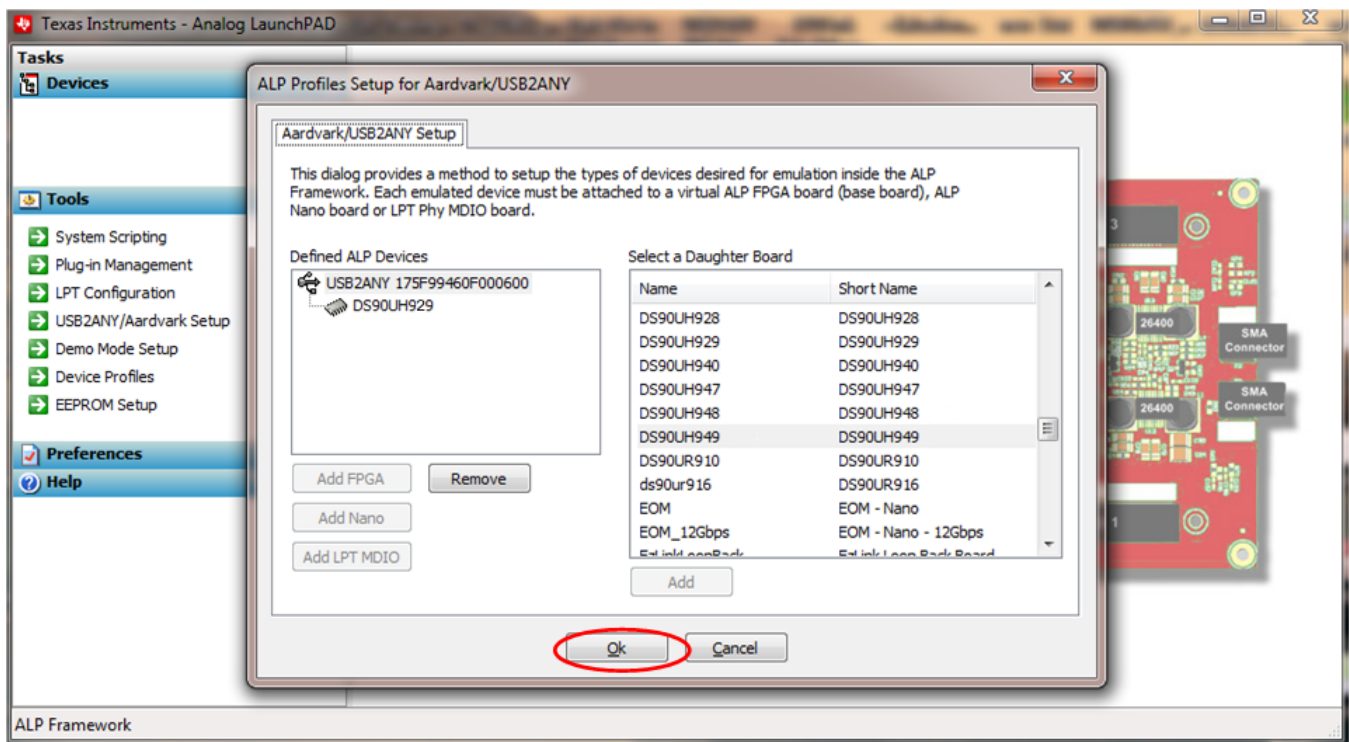 Texas Instruments - Analog LaunchPAD
Tasks
Devices
Tools
System Scripting
Plug-in Management
LPT Configuration
USB2ANY/Aardvark Setup
Demo Mode Setup
Device Profiles
EEPROM Setup
Preferences
Help
ALP Profiles Setup for Aardvark/USB2ANY
Aardvark/USB2ANY Setup
This dialog provides a method to setup the types of devices desired for emulation inside the ALP
Framework. Each emulated device must be attached to a virtual ALP FPGA board (base board), ALP
Nano board or LPT Phy MDIO board.
Defined ALP Devices
USB2ANY 175F99460F000600
DS90UH929
Add FPGA
Remove
Add Nano
Add LPT MDIO
Select a Daughter Board
Name Short Name
DS90UH928 DS90UH928
DS90UH929 DS90UH929
DS90UH940 DS90UH940
DS90UH947 DS90UH947
DS90UH948 DS90UH948
DS90UH949 DS90UH949
DS90UR910 DS90UR910
ds90ur916 DS90UR916
EOM EOM - Nano
EOM_12Gbps EOM - Nano - 12Gbps
EzLinkLoopBack EzLink Loop Back Board
Add
Ok
Cancel
3
26400
SMA
Connector
SMA
Connector
26400
1
ALP Framework